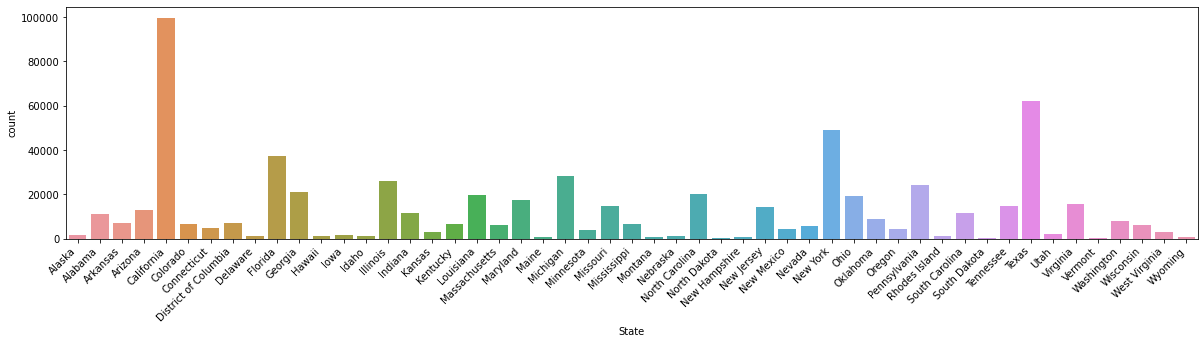 100000
80000
60000
40000
20000
0
count
Alaska
Alabama
Arkansas
Arizona
California
Colorado
Connecticut
District of Columbia
Delaware
Florida
Georgia
Hawaii
Iowa
Idaho
Illinois
Indiana
Kansas
Kentucky
Louisiana
Massachusetts
Maryland
Maine
Michigan
Minnesota
Missouri
Mississippi
Montana
Nebraska
North Carolina
North Dakota
New Hampshire
New Jersey
New Mexico
Nevada
New York
Ohio
Oklahoma
Oregon
Pennsylvania
Rhodes Island
South Carolina
South Dakota
Tennessee
Texas
Utah
Virginia
Vermont
Washington
Wisconsin
West Virginia
Wyoming
State